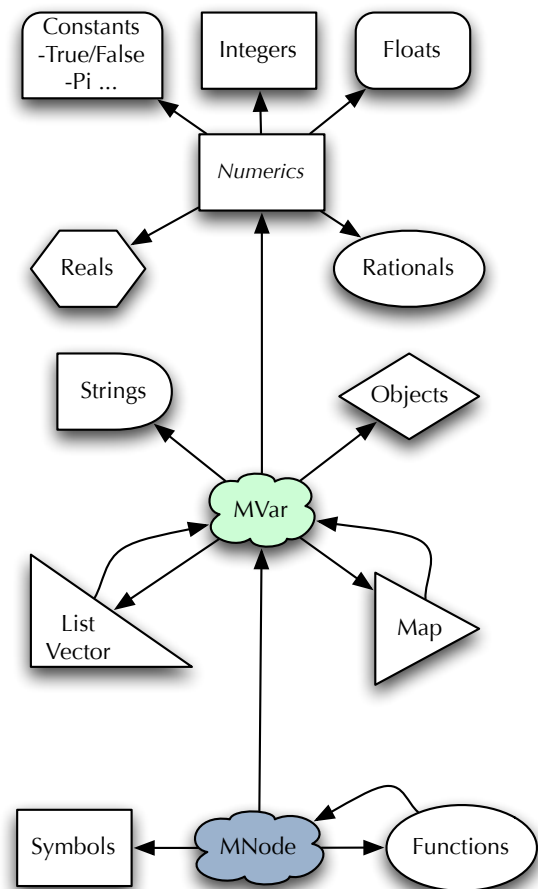 Constants
-True/False
-Pi ...
Integers
Floats
Numerics
Reals
Rationals
Strings
Objects
MVar
List
Vector
Map
Symbols
MNode
Functions